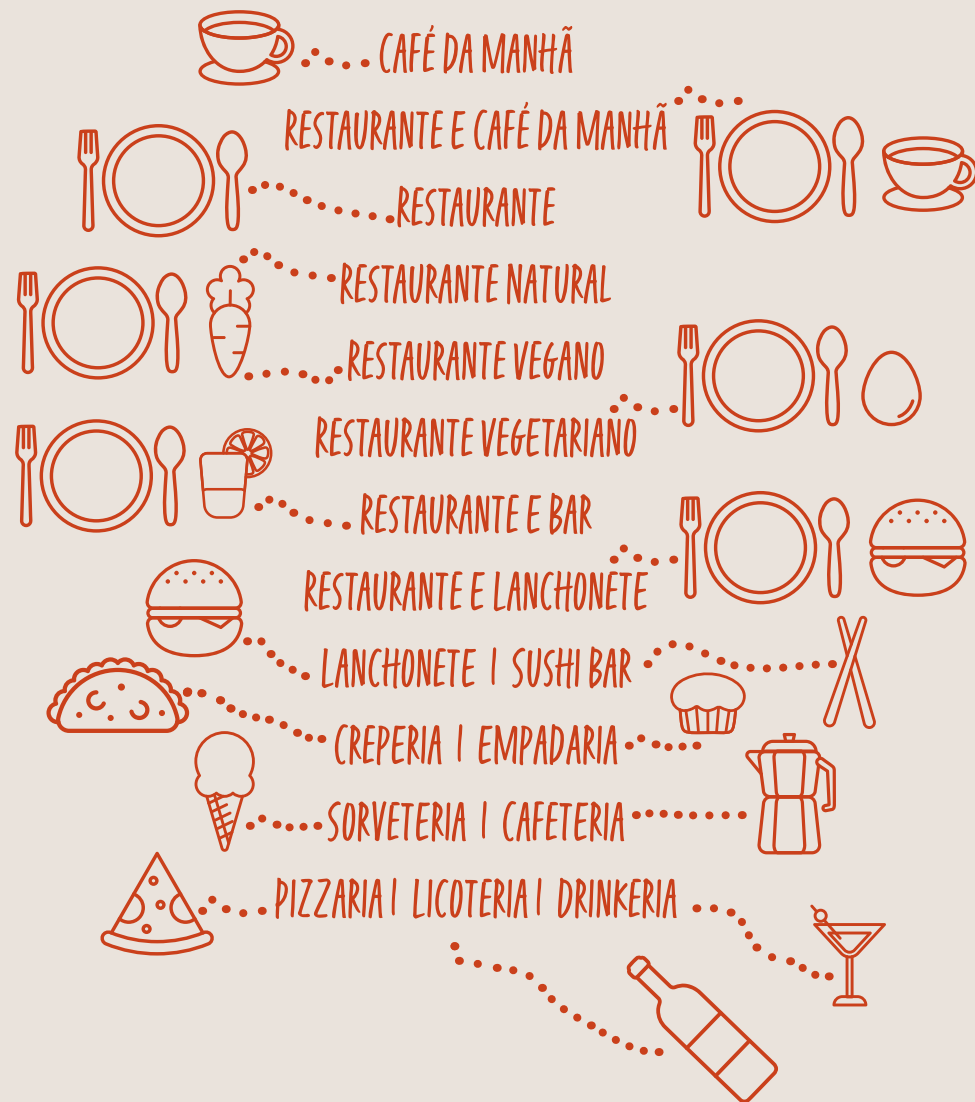 CAFÉ DA MANHÃ
RESTAURANTE E CAFÉ DA MANHÃ
RESTAURANTE
RESTAURANTE NATURAL
RESTAURANTE VEGANO
RESTAURANTE VEGETARIANO
RESTAURANTE E BAR
RESTAURANTE E LANCHONETE
LANCHONETE | SUSHI BAR
CREPERIA | EMPADARIA
SORVETERIA | CAFETERIA
PIZZARIA | LICOTERIA | DRINKERIA